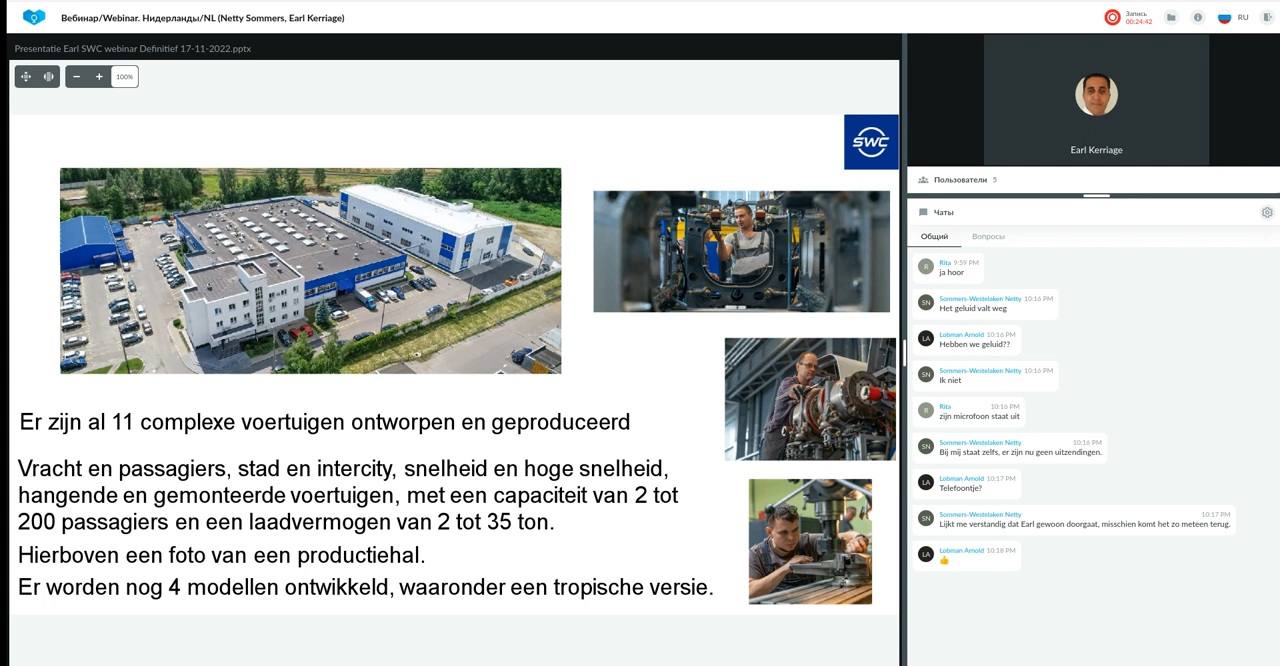 Вебинар/Webinar. Нидерланды/NL (Netty Sommers, Earl Kerriage)
Запись
00:24:42
RU
Presentatie Earl SWC webinar Definitief 17-11-2022.pptx
100%
SWC
Er zijn al 11 complexe voertuigen ontworpen en geproduceerd
Vracht en passagiers, stad en intercity, snelheid en hoge snelheid,
hangende en gemonteerde voertuigen, met een capaciteit van 2 tot
200 passagiers en een laadvermogen van 2 tot 35 ton.
Hierboven een foto van een productiehal.
Er worden nog 4 modellen ontwikkeld, waaronder een tropische versie.
Earl Kerriage
Пользователи 5
Чаты
Общий Вопросы
R Rita 9:59 PM
ja hoor
SN Sommers-Westelaken Netty 10:16 PM
Het geluid valt weg
LA Lobman Arnold 10:16 PM
Hebben we geluid??
SN Sommers-Westelaken Netty 10:16 PM
Ik niet
R Rita 10:16 PM
zijn microfoon staat uit
SN Sommers-Westelaken Netty 10:16 PM
Bij mij staat zelfs, er zijn nu geen uitzendingen.
LA Lobman Arnold 10:17 PM
Telefoontje?
SN Sommers-Westelaken Netty 10:17 PM
Lijkt me verstandig dat Earl gewoon doorgaat, misschien komt het zo meteen terug.
LA Lobman Arnold 10:18 PM
👍